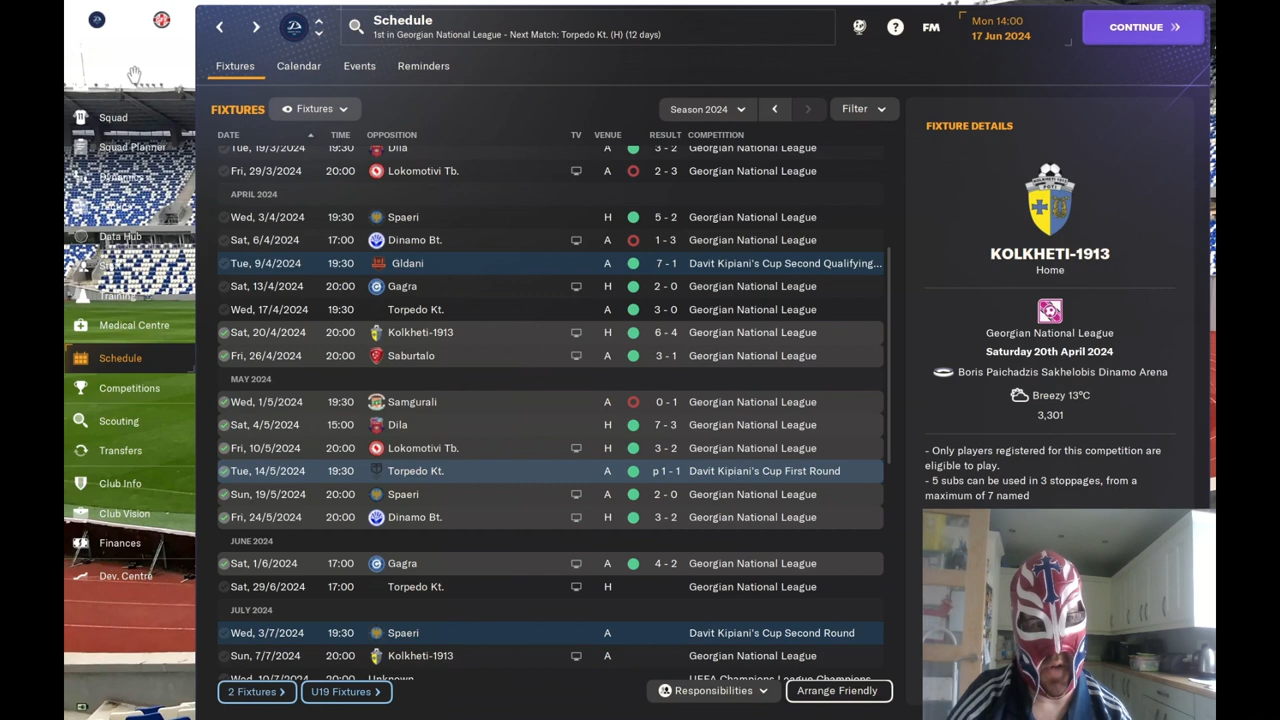 Schedule
1st in Georgian National League - Next Match: Torpedo Kt. (H) (12 days)
FM
Mon 14:00
17 Jun 2024
CONTINUE
Fixtures Calendar Events Reminders
FIXTURES Fixtures Season 2024 Filter
DATE TIME OPPOSITION TV VENUE RESULT COMPETITION
Tue, 19/3/2024 19:30 Dila A 3 - 2 Georgian National League
Fri, 29/3/2024 20:00 Lokomotivi Tb. A 2 - 3 Georgian National League
APRIL 2024
Wed, 3/4/2024 19:30 Spaeri H 5 - 2 Georgian National League
Sat, 6/4/2024 17:00 Dinamo Bt. A 1 - 3 Georgian National League
Tue, 9/4/2024 19:30 Gldani A 7 - 1 Davit Kipiani's Cup Second Qualifying...
Sat, 13/4/2024 20:00 Gagra H 2 - 0 Georgian National League
Wed, 17/4/2024 19:30 Torpedo Kt. A 3 - 0 Georgian National League
Sat, 20/4/2024 20:00 Kolkheti-1913 H 6 - 4 Georgian National League
Fri, 26/4/2024 20:00 Saburtalo H 3 - 1 Georgian National League
MAY 2024
Wed, 1/5/2024 19:30 Samgurali A 0 - 1 Georgian National League
Sat, 4/5/2024 15:00 Dila H 7 - 3 Georgian National League
Fri, 10/5/2024 20:00 Lokomotivi Tb. H 3 - 2 Georgian National League
Tue, 14/5/2024 19:30 Torpedo Kt. A p 1 - 1 Davit Kipiani's Cup First Round
Sun, 19/5/2024 20:00 Spaeri A 2 - 0 Georgian National League
Fri, 24/5/2024 20:00 Dinamo Bt. H 3 - 2 Georgian National League
JUNE 2024
Sat, 1/6/2024 17:00 Gagra A 4 - 2 Georgian National League
Sat, 29/6/2024 17:00 Torpedo Kt. H Georgian National League
JULY 2024
Wed, 3/7/2024 19:30 Spaeri A Davit Kipiani's Cup Second Round
Sun, 7/7/2024 20:00 Kolkheti-1913 A Georgian National League
Wed, 10/7/2024 20:00 Unknown UEFA Champions League Champions
2 Fixtures U19 Fixtures Responsibilities Arrange Friendly
Squad
Squad Planner
Dynamics
Data Hub
Staff
Training
Medical Centre
Schedule
Competitions
Scouting
Transfers
Club Info
Club Vision
Finances
Dev. Centre
FIXTURE DETAILS
KOLKHETI-1913
Home
Georgian National League
Saturday 20th April 2024
Boris Paichadzis Sakhelobis Dinamo Arena
Breezy 13ºC
3,301
- Only players registered for this competition are
eligible to play.
- 5 subs can be used in 3 stoppages, from a
maximum of 7 named